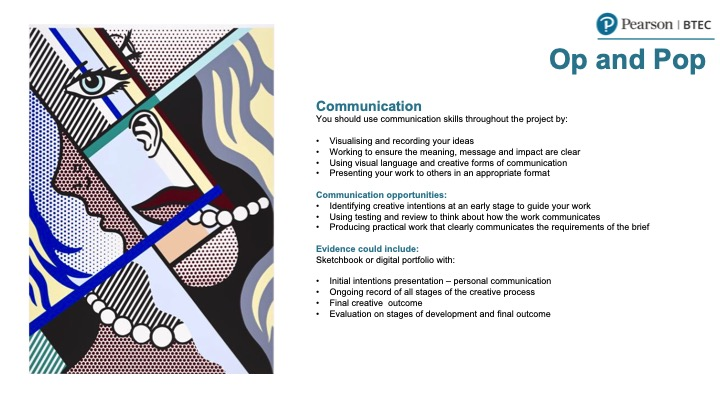 Pearson | BTEC
Op and Pop
Communication
You should use communication skills throughout the project by:
• Visualising and recording your ideas
• Working to ensure the meaning, message and impact are clear
• Using visual language and creative forms of communication
• Presenting your work to others in an appropriate format
Communication opportunities:
• Identifying creative intentions at an early stage to guide your work
• Using testing and review to think about how the work communicates
• Producing practical work that clearly communicates the requirements of the brief
Evidence could include:
Sketchbook or digital portfolio with:
• Initial intentions presentation – personal communication
• Ongoing record of all stages of the creative process
• Final creative outcome
• Evaluation on stages of development and final outcome